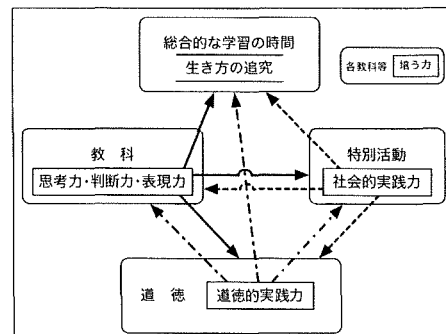 総合的な学習の時間
生き方の追究
各教科等
培う力
教 科
思考力・判断力・表現力
特別活動
社会的実践力
道 徳
道徳的実践力